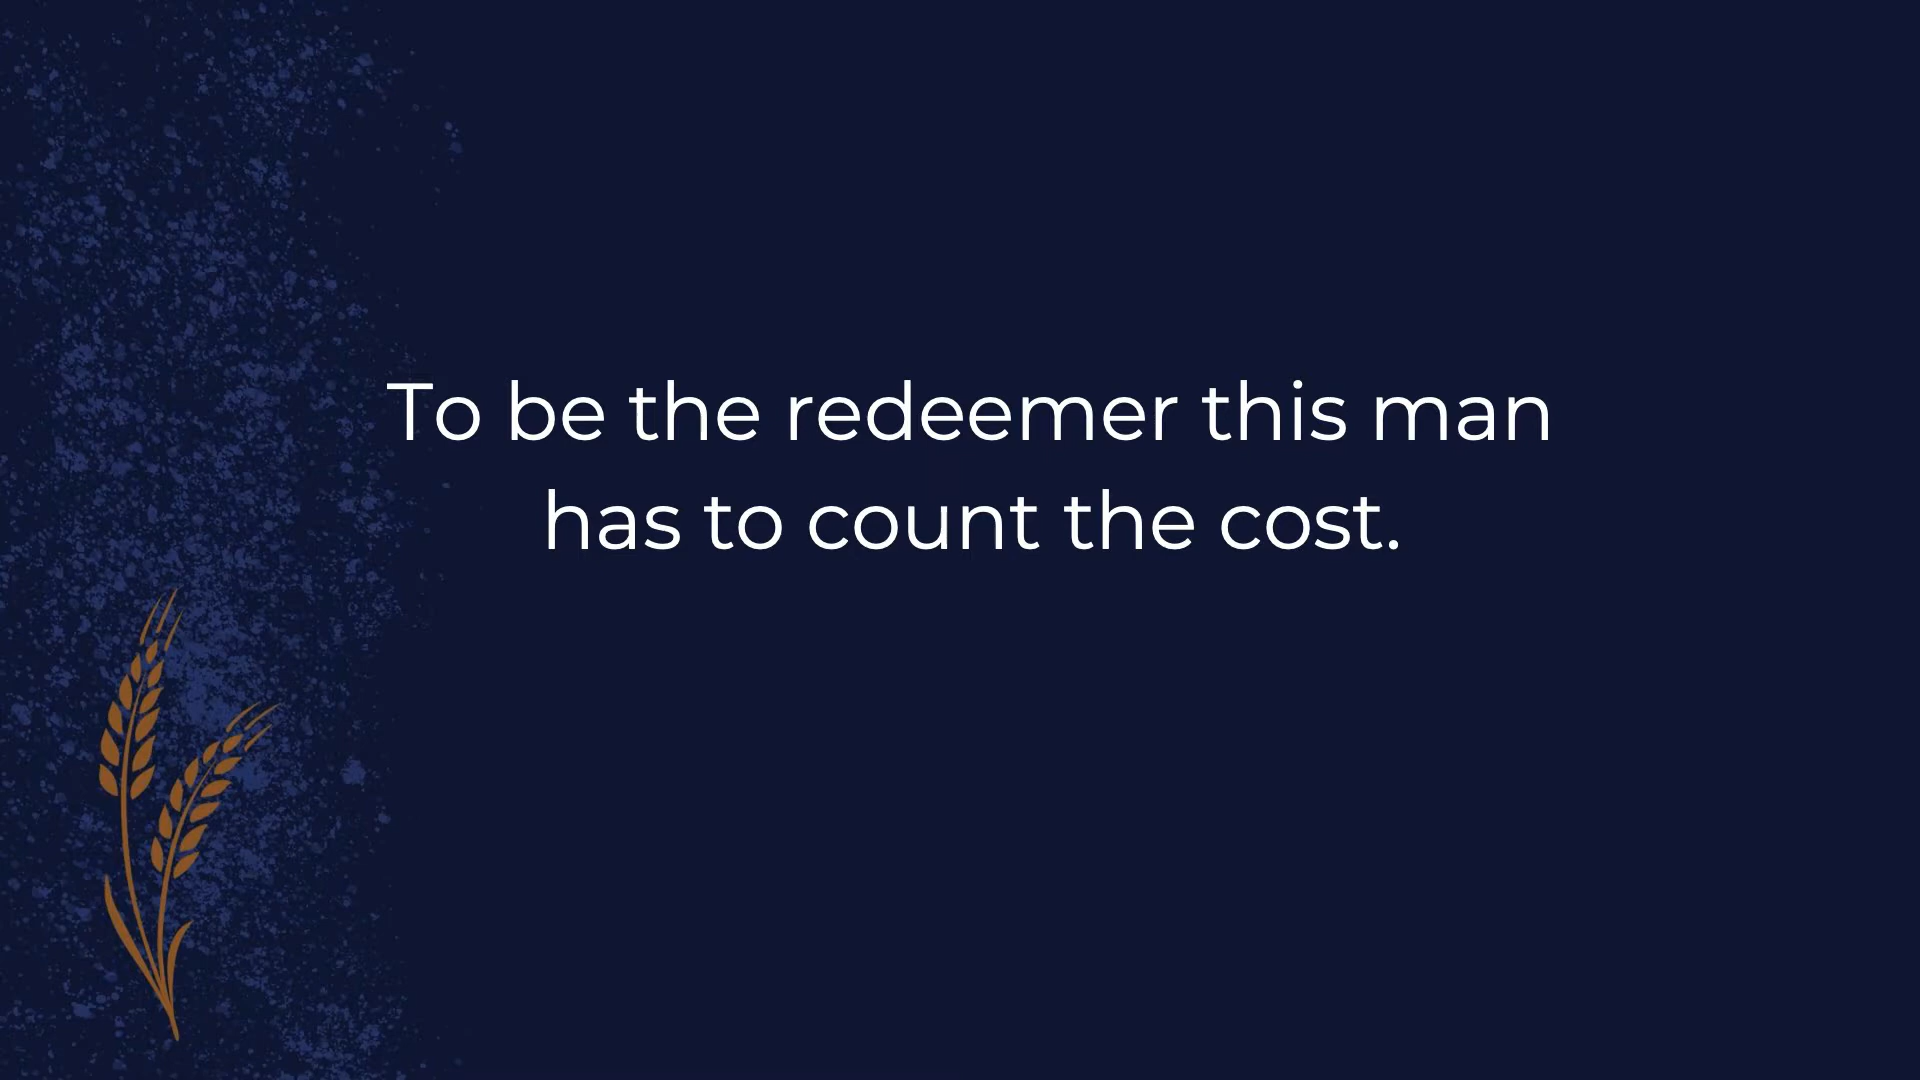 To be the redeemer this man
has to count the cost.